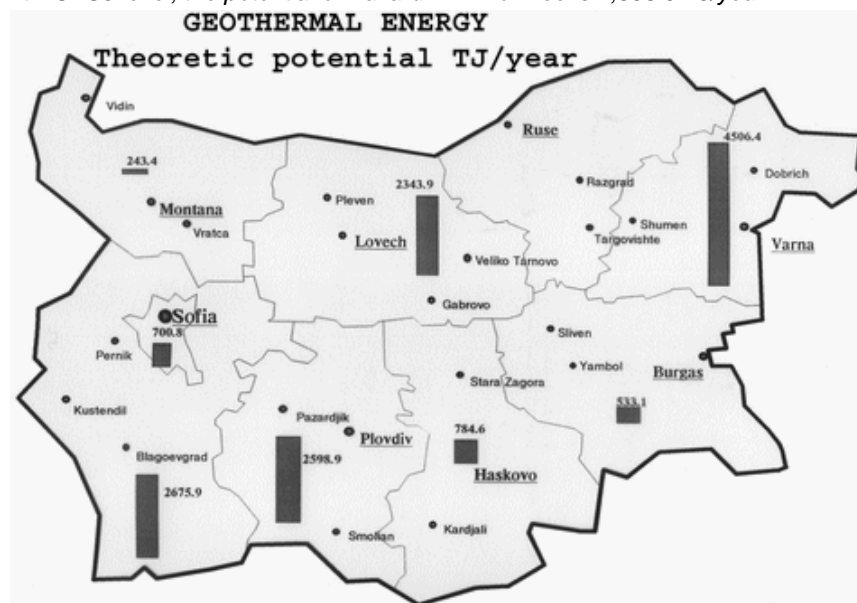 GEOTHERMAL ENERGY
Theoretic potential TJ/year
Vidin
243.4
Montana
Vratca
Pleven
2343.9
Lovech
Veliko Tarnovo
Gabrovo
Ruse
Razgrad
Targovishte
Shumen
4506.4
Dobrich
Varna
Sofia
700.8
Pernik
Kustendil
Blagoevgrad
2675.9
Pazardjik
Plovdiv
2598.9
Smolian
Stara Zagora
784.6
Haskovo
Kardjali
Sliven
Yambol
Burgas
533.1